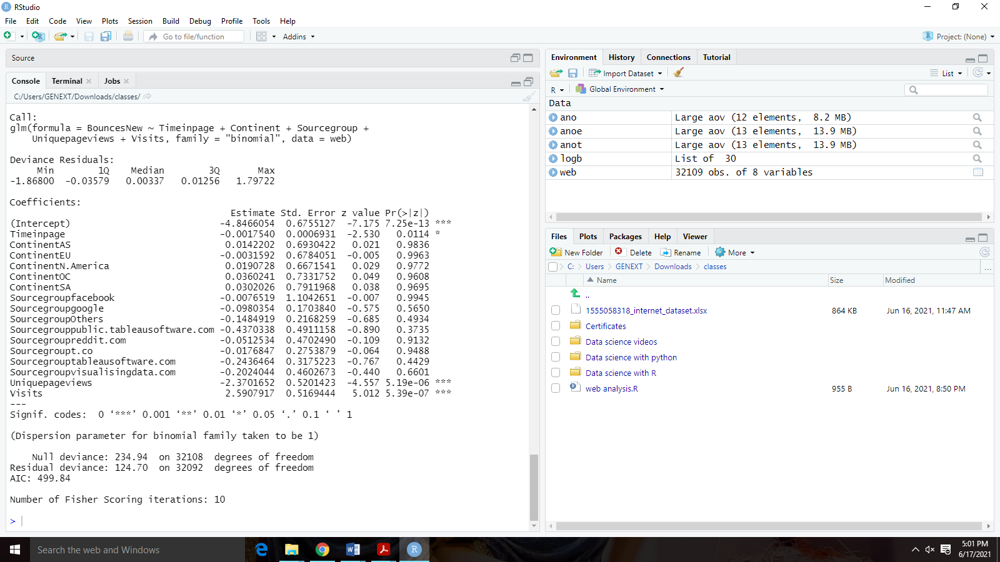 RStudio
File Edit Code View Plots Session Build Debug Profile Tools Help
Go to file/function Addins Project: (None)
Source
Console Terminal Jobs
C:/Users/GENEXT/Downloads/classes/
Call:
glm(formula = BouncesNew ~ Timeinpage + Continent + Sourcegroup +
    Uniquepageviews + Visits, family = "binomial", data = web)
Deviance Residuals:
     Min       1Q   Median       3Q      Max
-1.86800 -0.03579 0.00337 0.01256 1.79722
Coefficients:
Estimate Std. Error z value Pr(>|z|)
(Intercept) -4.8466054 0.6755127 -7.175 7.25e-13 ***
Timeinpage -0.0017540 0.0006931 -2.530 0.0114 *
ContinentAS 0.0142202 0.6930422 0.021 0.9836
ContinentEU -0.0031592 0.6784051 -0.005 0.9963
ContinentN.America 0.0190728 0.6671541 0.029 0.9772
ContinentOC 0.0360241 0.7331752 0.049 0.9608
ContinentSA 0.0302026 0.7911968 0.038 0.9695
Sourcegroupfacebook -0.0076519 1.1042651 -0.007 0.9945
Sourcegroupgoogle -0.0980354 0.1703840 -0.575 0.5650
SourcegroupOthers -0.1484919 0.2168259 -0.685 0.4934
Sourcegrouppublic.tableausoftware.com -0.4370338 0.4911158 -0.890 0.3735
Sourcegroupreddit.com -0.0512534 0.4702490 -0.109 0.9132
Sourcegroupt.co -0.0176847 0.2753879 -0.064 0.9488
Sourcegrouptableausoftware.com -0.2436464 0.3175223 -0.767 0.4429
Sourcegroupvisualisingdata.com -0.2024044 0.4602673 -0.440 0.6601
Uniquepageviews -2.3701652 0.5201423 -4.557 5.19e-06 ***
Visits 2.5907917 0.5169444 5.012 5.39e-07 ***
---
Signif. codes:  0 ‘***’ 0.001 ‘**’ 0.01 ‘*’ 0.05 ‘.’ 0.1 ‘ ’ 1
(Dispersion parameter for binomial family taken to be 1)
    Null deviance: 234.94  on 32108  degrees of freedom
Residual deviance: 124.70  on 32092  degrees of freedom
AIC: 499.84
Number of Fisher Scoring iterations: 10
>
Environment History Connections Tutorial
Import Dataset List
R Global Environment
Data
ano Large aov (12 elements,  8.2 MB)
anoe Large aov (13 elements,  13.9 MB)
anot Large aov (13 elements,  13.9 MB)
logb List of  30
web 32109 obs. of 8 variables
Files Plots Packages Help Viewer
New Folder Delete Rename More
C: Users GENEXT Downloads classes ...
Name Size Modified
..
1555058318_internet_dataset.xlsx 864 KB Jun 16, 2021, 11:47 AM
Certificates
Data science videos
Data science with python
Data science with R
web analysis.R 955 B Jun 16, 2021, 8:50 PM
Search the web and Windows
5:01 PM
6/17/2021